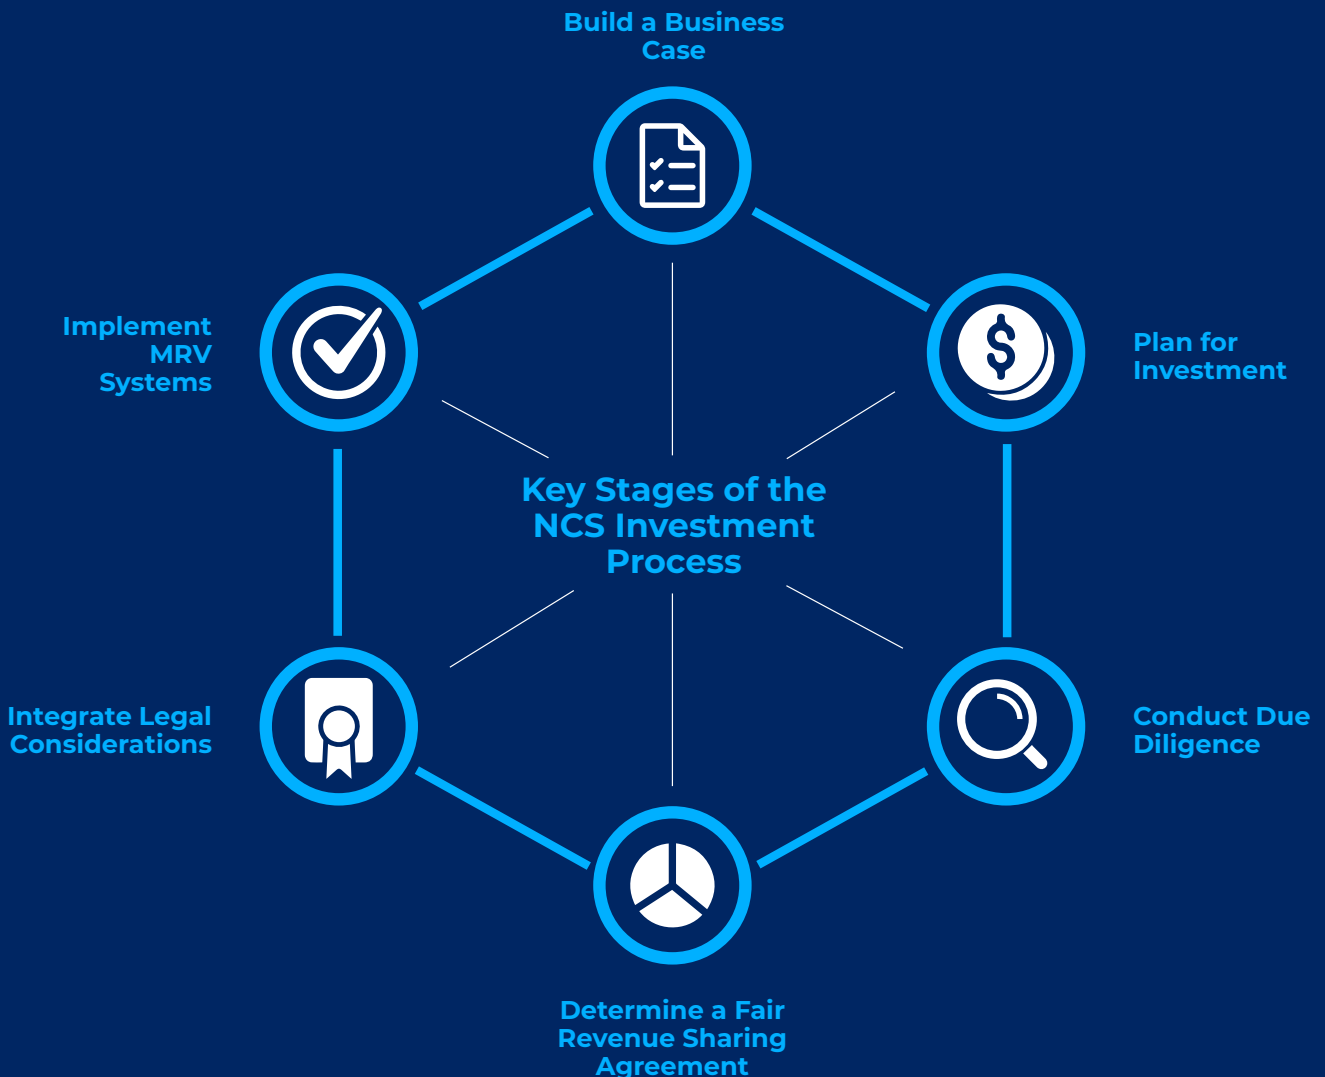 Build a Business
Case
Implement
MRV
Systems
Plan for
Investment
Key Stages of the
NCS Investment
Process
Integrate Legal
Considerations
Conduct Due
Diligence
Determine a Fair
Revenue Sharing
Agreement